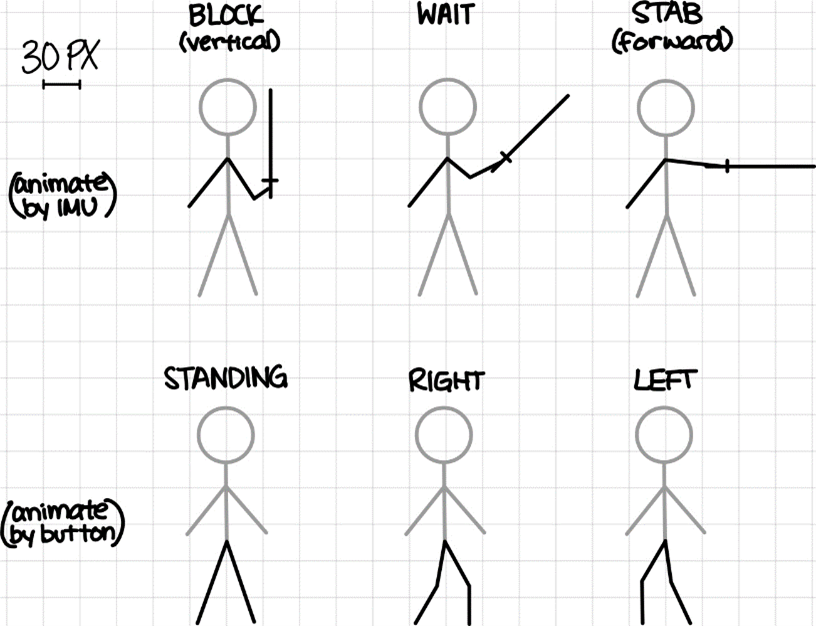 BLOCK
(vertical)
WAIT
STAB
(forward)
30 PX
(animate
by IMU)
STANDING
RIGHT
LEFT
(animate
by button)